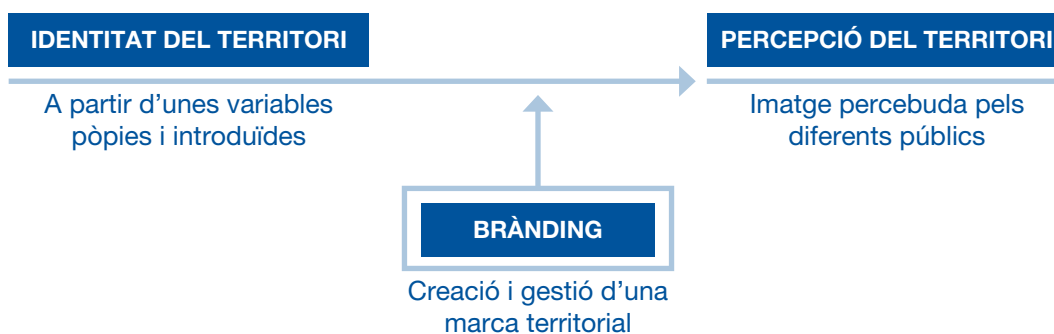 IDENTITAT DEL TERRITORI
A partir d’unes variables
pòpies i introduïdes
PERCEPCIÓ DEL TERRITORI
Imatge percebuda pels
diferents públics
BRÀNDING
Creació i gestió d’una
marca territorial